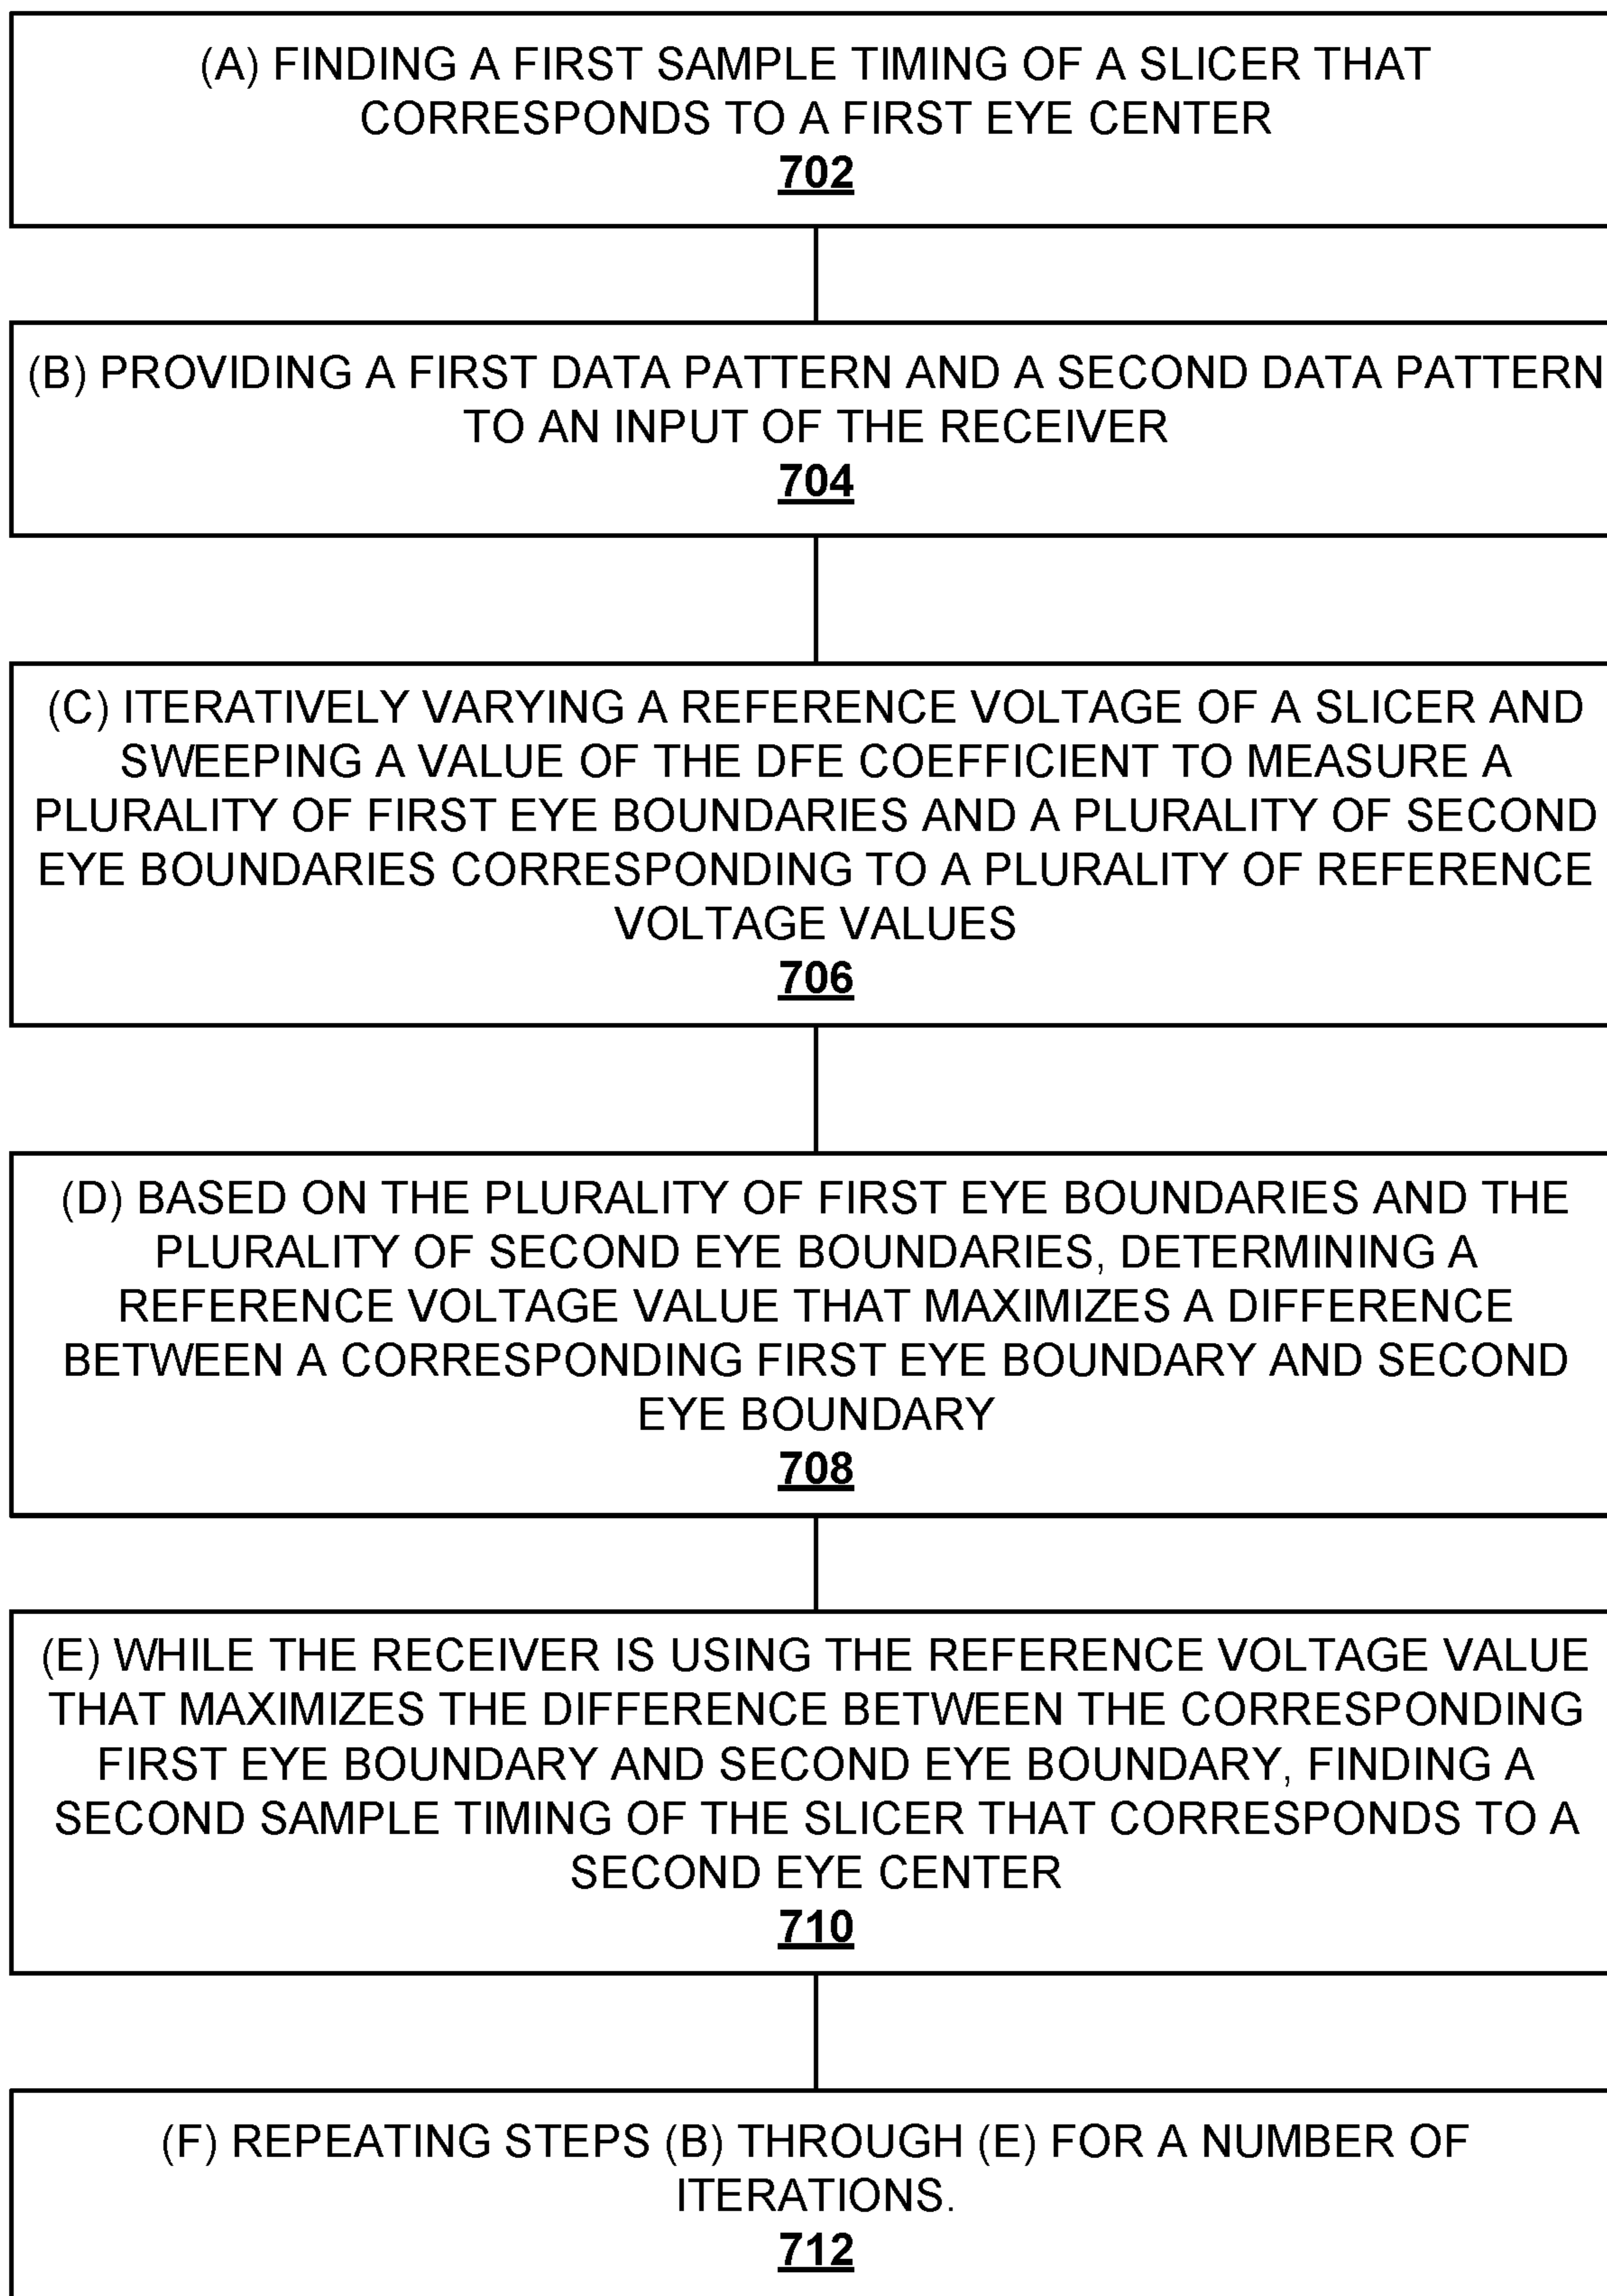 (A) FINDING A FIRST SAMPLE TIMING OF A SLICER THAT
CORRESPONDS TO A FIRST EYE CENTER
702
(B) PROVIDING A FIRST DATA PATTERN AND A SECOND DATA PATTERN
TO AN INPUT OF THE RECEIVER
704
(C) ITERATIVELY VARYING A REFERENCE VOLTAGE OF A SLICER AND
SWEEPING A VALUE OF THE DFE COEFFICIENT TO MEASURE A
PLURALITY OF FIRST EYE BOUNDARIES AND A PLURALITY OF SECOND
EYE BOUNDARIES CORRESPONDING TO A PLURALITY OF REFERENCE
VOLTAGE VALUES
706
(D) BASED ON THE PLURALITY OF FIRST EYE BOUNDARIES AND THE
PLURALITY OF SECOND EYE BOUNDARIES, DETERMINING A
REFERENCE VOLTAGE VALUE THAT MAXIMIZES A DIFFERENCE
BETWEEN A CORRESPONDING FIRST EYE BOUNDARY AND SECOND
EYE BOUNDARY
708
(E) WHILE THE RECEIVER IS USING THE REFERENCE VOLTAGE VALUE
THAT MAXIMIZES THE DIFFERENCE BETWEEN THE CORRESPONDING
FIRST EYE BOUNDARY AND SECOND EYE BOUNDARY, FINDING A
SECOND SAMPLE TIMING OF THE SLICER THAT CORRESPONDS TO A
SECOND EYE CENTER
710
(F) REPEATING STEPS (B) THROUGH (E) FOR A NUMBER OF
ITERATIONS.
712